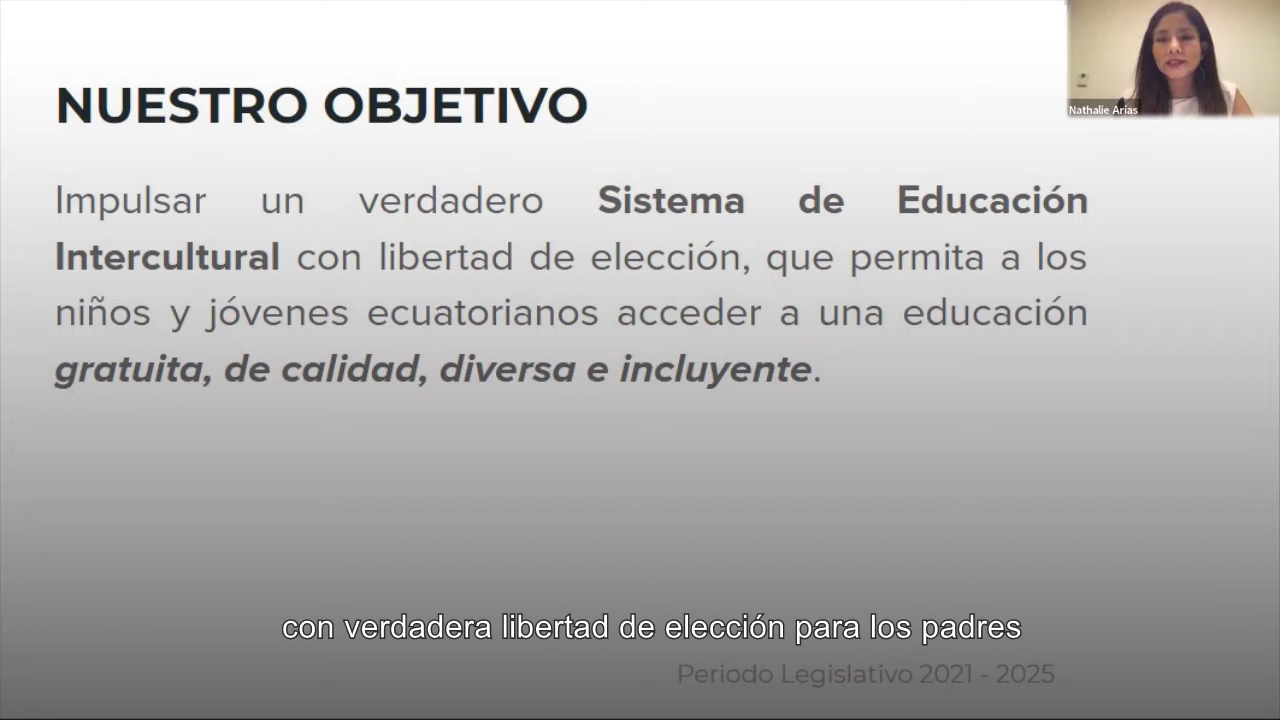 NUESTRO OBJETIVO
Nathalie Arias
Impulsar un verdadero Sistema de Educación
Intercultural con libertad de elección, que permita a los
niños y jóvenes ecuatorianos acceder a una educación
gratuita, de calidad, diversa e incluyente.
con verdadera libertad de elección para los padres
Periodo Legislativo 2021 - 2025